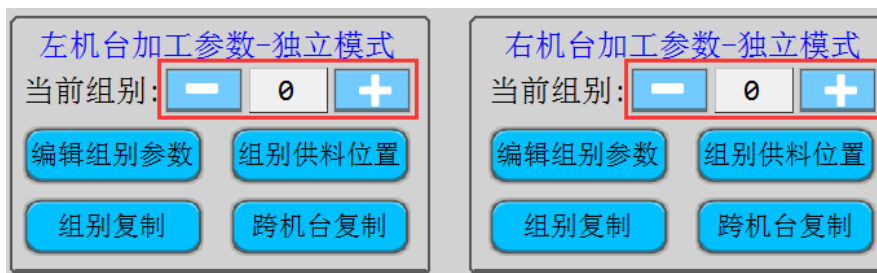 左机台加工参数-独立模式
当前组别: - 0 +
编辑组别参数 组别供料位置
组别复制 跨机台复制
右机台加工参数-独立模式
当前组别: - 0 +
编辑组别参数 组别供料位置
组别复制 跨机台复制